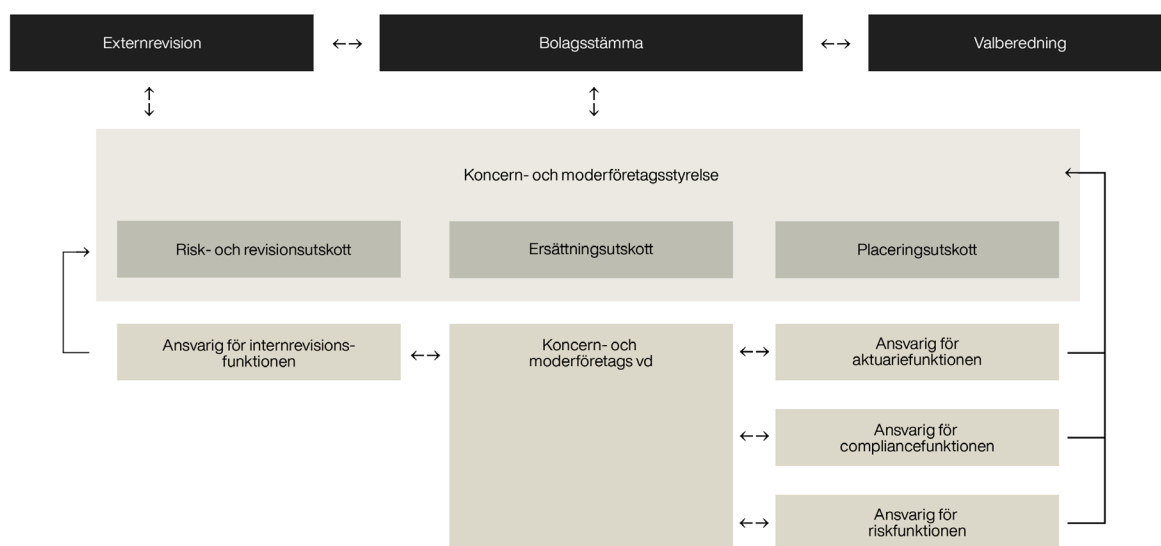 Externrevision
Bolagsstämma
Valberedning
Koncern- och moderföretagsstyrelse
Risk- och revisionsutskott
Ersättningsutskott
Placeringsutskott
Ansvarig för internrevisions-
funktionen
Koncern- och
moderföretags vd
Ansvarig för
aktuariefunktionen
Ansvarig för
compliancefunktionen
Ansvarig för
riskfunktionen